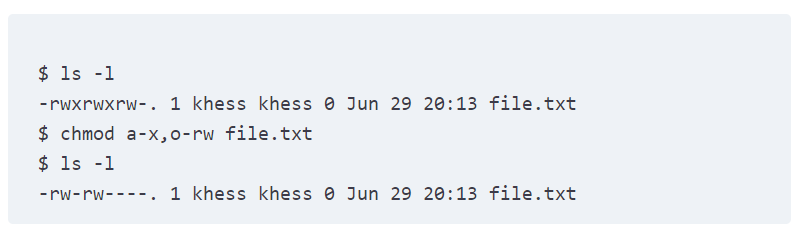 $ ls -l
-rwxrwxrw-. 1 khess khess 0 Jun 29 20:13 file.txt
$ chmod a-x,o-rw file.txt
$ ls -l
-rw-rw----. 1 khess khess 0 Jun 29 20:13 file.txt